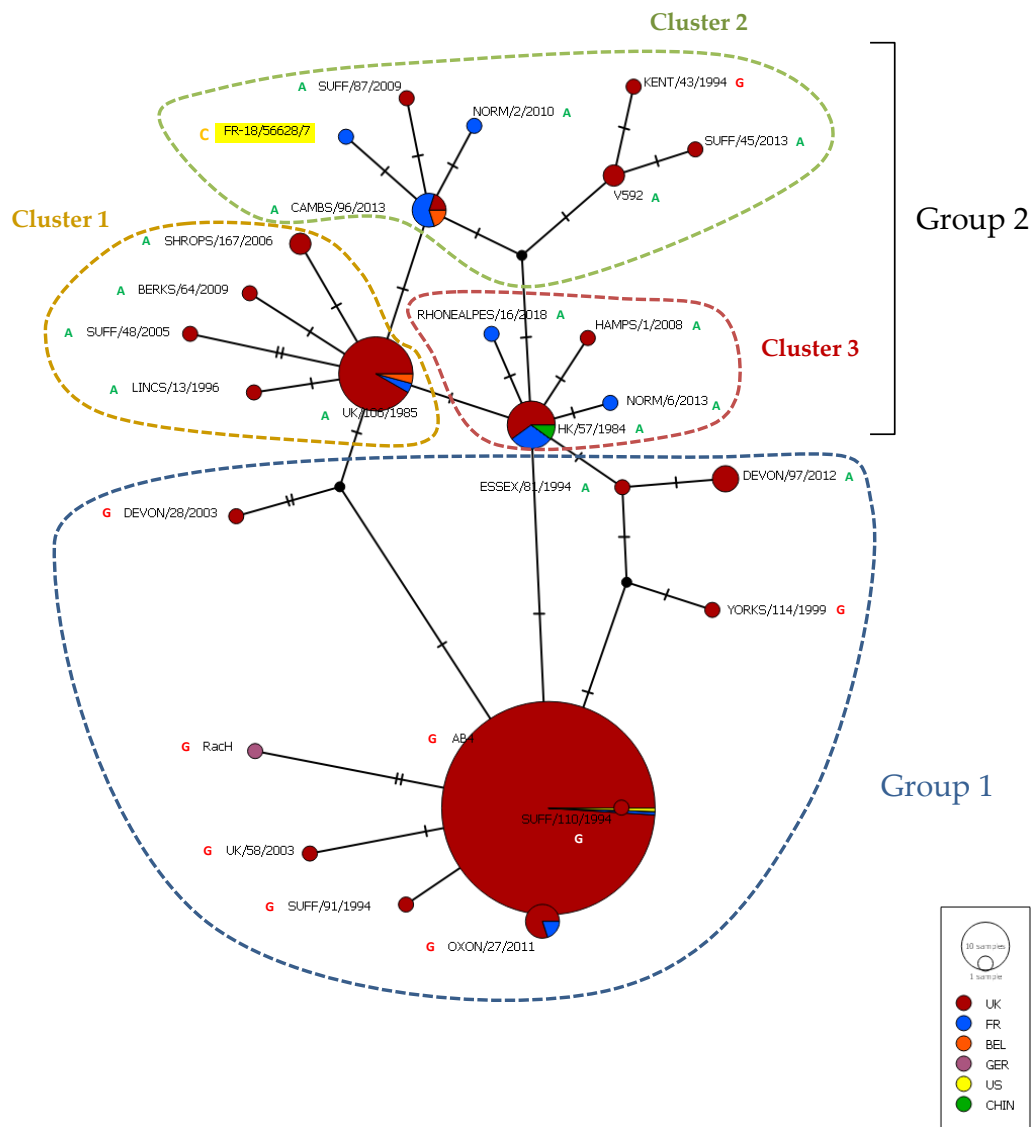 Cluster 2
A SUFF/87/2009
KENT/43/1994 G
NORM/2/2010 A
C FR-18/56628/7
SUFF/45/2013 A
V592 A
A CAMBS/96/2013
Group 2
Cluster 1
A SHROPS/167/2006
A BERKS/64/2009
RHONEALPES/16/2018 A
HAMPS/1/2008 A
A SUFF/48/2005
Cluster 3
A LINCS/13/1996
NORM/6/2013 A
A UK/106/1985
HK/57/1984 A
ESSEX/81/1994 A
DEVON/97/2012 A
G DEVON/28/2003
YORKS/114/1999 G
G RacH
G AB4
Group 1
SUFF/110/1994
G
G UK/58/2003
G SUFF/91/1994
G OXON/27/2011
10 samples
1 sample
UK
FR
BEL
GER
US
CHIN